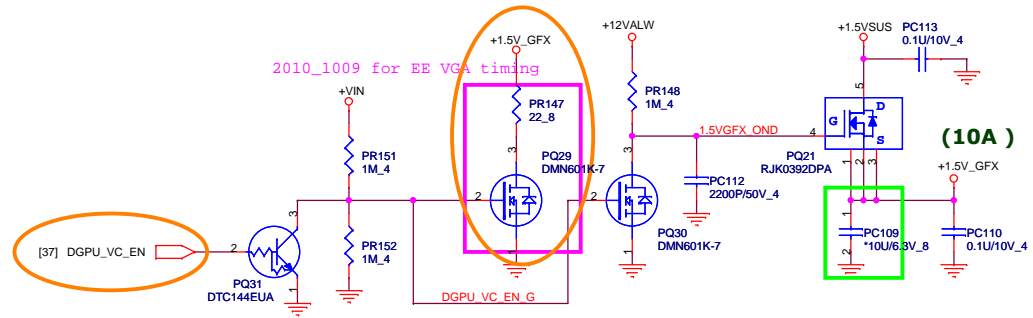 +1.5V_GFX
+12VALW
+1.5VSUS
PC113
0.1U/10V_4
2010_1009 for EE VGA timing
+VIN
PR147
22_8
PR148
1M_4
5
D
G
S
4
1.5VGFX_OND
(10A )
PR151
1M_4
3
PQ29
DMN601K-7
3
PQ21
RJK0392DPA
1
2
3
+1.5V_GFX
PC112
2200P/50V_4
3
2
2
1
PC109
*10U/6.3V_8
2
PC110
0.1U/10V_4
[37] DGPU_VC_EN
2
PR152
1M_4
1
1
PQ30
DMN601K-7
PQ31
DTC144EUA
1
DGPU_VC_EN_G